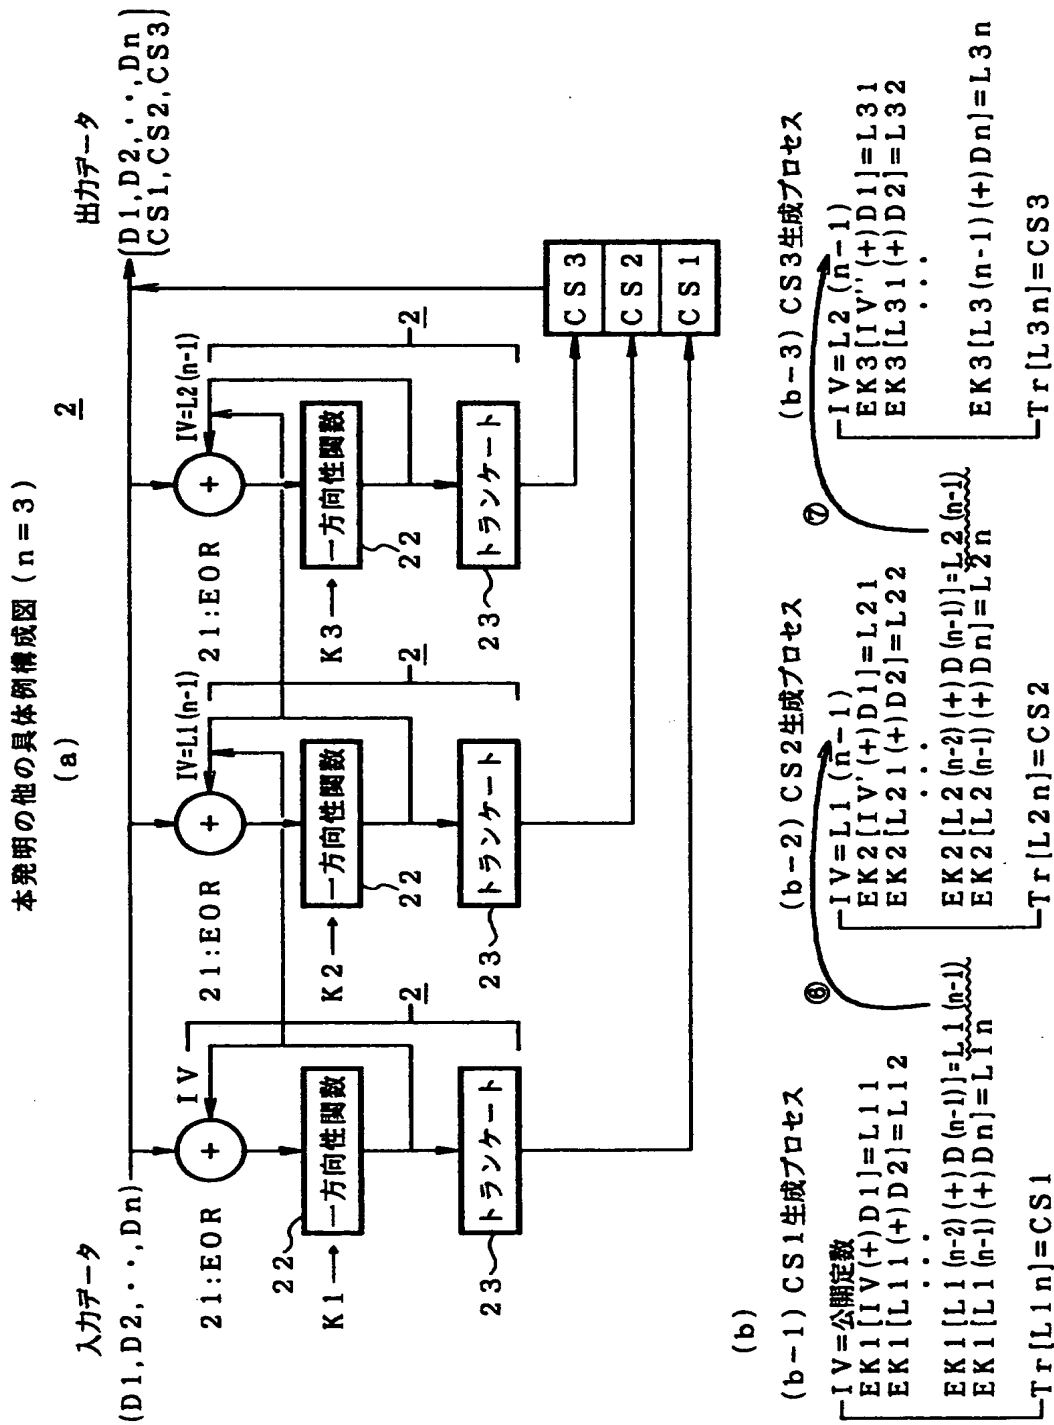 本発明の他の具体例構成図(n=3)
(a)
2
入力データ
(D1,D2,・・,Dn)
出力データ
(D1,D2,・・,Dn)
(CS1,CS2,CS3)
21:EOR
+
IV
22
K1
一方向性関数
23
トランケート
2
21:EOR
+
IV=L1(n-1)
K2
一方向性関数
22
23
トランケート
2
21:EOR
+
IV=L2(n-1)
K3
一方向性関数
22
23
トランケート
2
CS3
CS2
CS1
(b)
(b-1) CS1生成プロセス
IV=公開定数
EK1[IV(+)D1]=L11
EK1[L11(+)D2]=L12
・・・
EK1[L1(n-2)(+)D(n-1)]=L1(n-1)
EK1[L1(n-1)(+)Dn]=L1n
Tr[L1n]=CS1
⑥
(b-2) CS2生成プロセス
IV=L1(n-1)
EK2[IV'(+)D1]=L21
EK2[L21(+)D2]=L22
・・・
EK2[L2(n-2)(+)D(n-1)]=L2(n-1)
EK2[L2(n-1)(+)Dn]=L2n
Tr[L2n]=CS2
⑦
(b-3) CS3生成プロセス
IV=L2(n-1)
EK3[IV''(+)D1]=L31
EK3[L31(+)D2]=L32
・・・
EK3[L3(n-1)(+)Dn]=L3n
Tr[L3n]=CS3